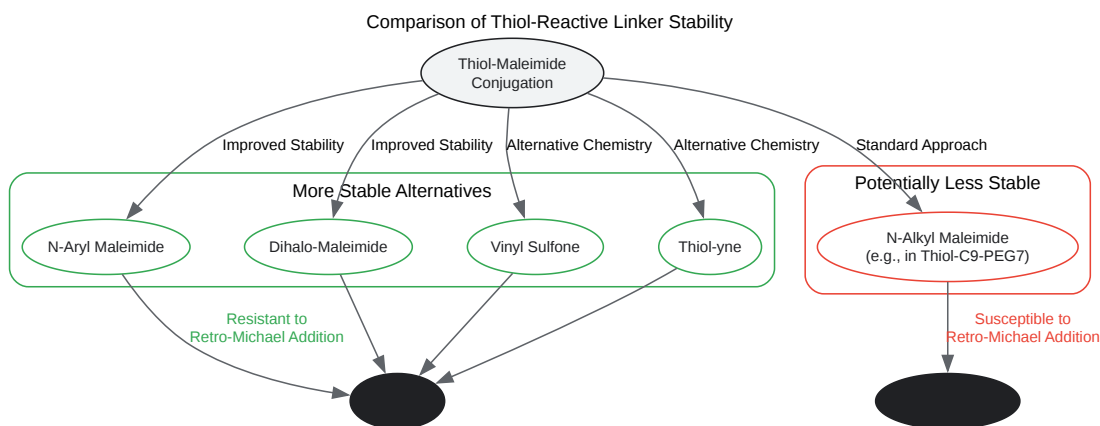 Comparison of Thiol-Reactive Linker Stability
Thiol-Maleimide
Conjugation
Improved Stability
Improved Stability
Alternative Chemistry
Alternative Chemistry
Standard Approach
More Stable Alternatives
Potentially Less Stable
N-Aryl Maleimide
Dihalo-Maleimide
Vinyl Sulfone
Thiol-yne
N-Alkyl Maleimide
(e.g., in Thiol-C9-PEG7)
Resistant to
Retro-Michael Addition
Susceptible to
Retro-Michael Addition